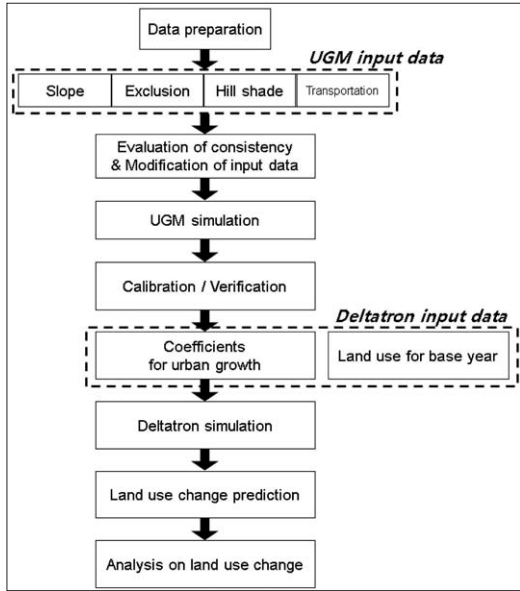 Data preparation
UGM input data
Slope
Exclusion
Hill shade
Transportation
Evaluation of consistency
& Modification of input data
UGM simulation
Calibration / Verification
Deltatron input data
Coefficients
for urban growth
Land use for base year
Deltatron simulation
Land use change prediction
Analysis on land use change